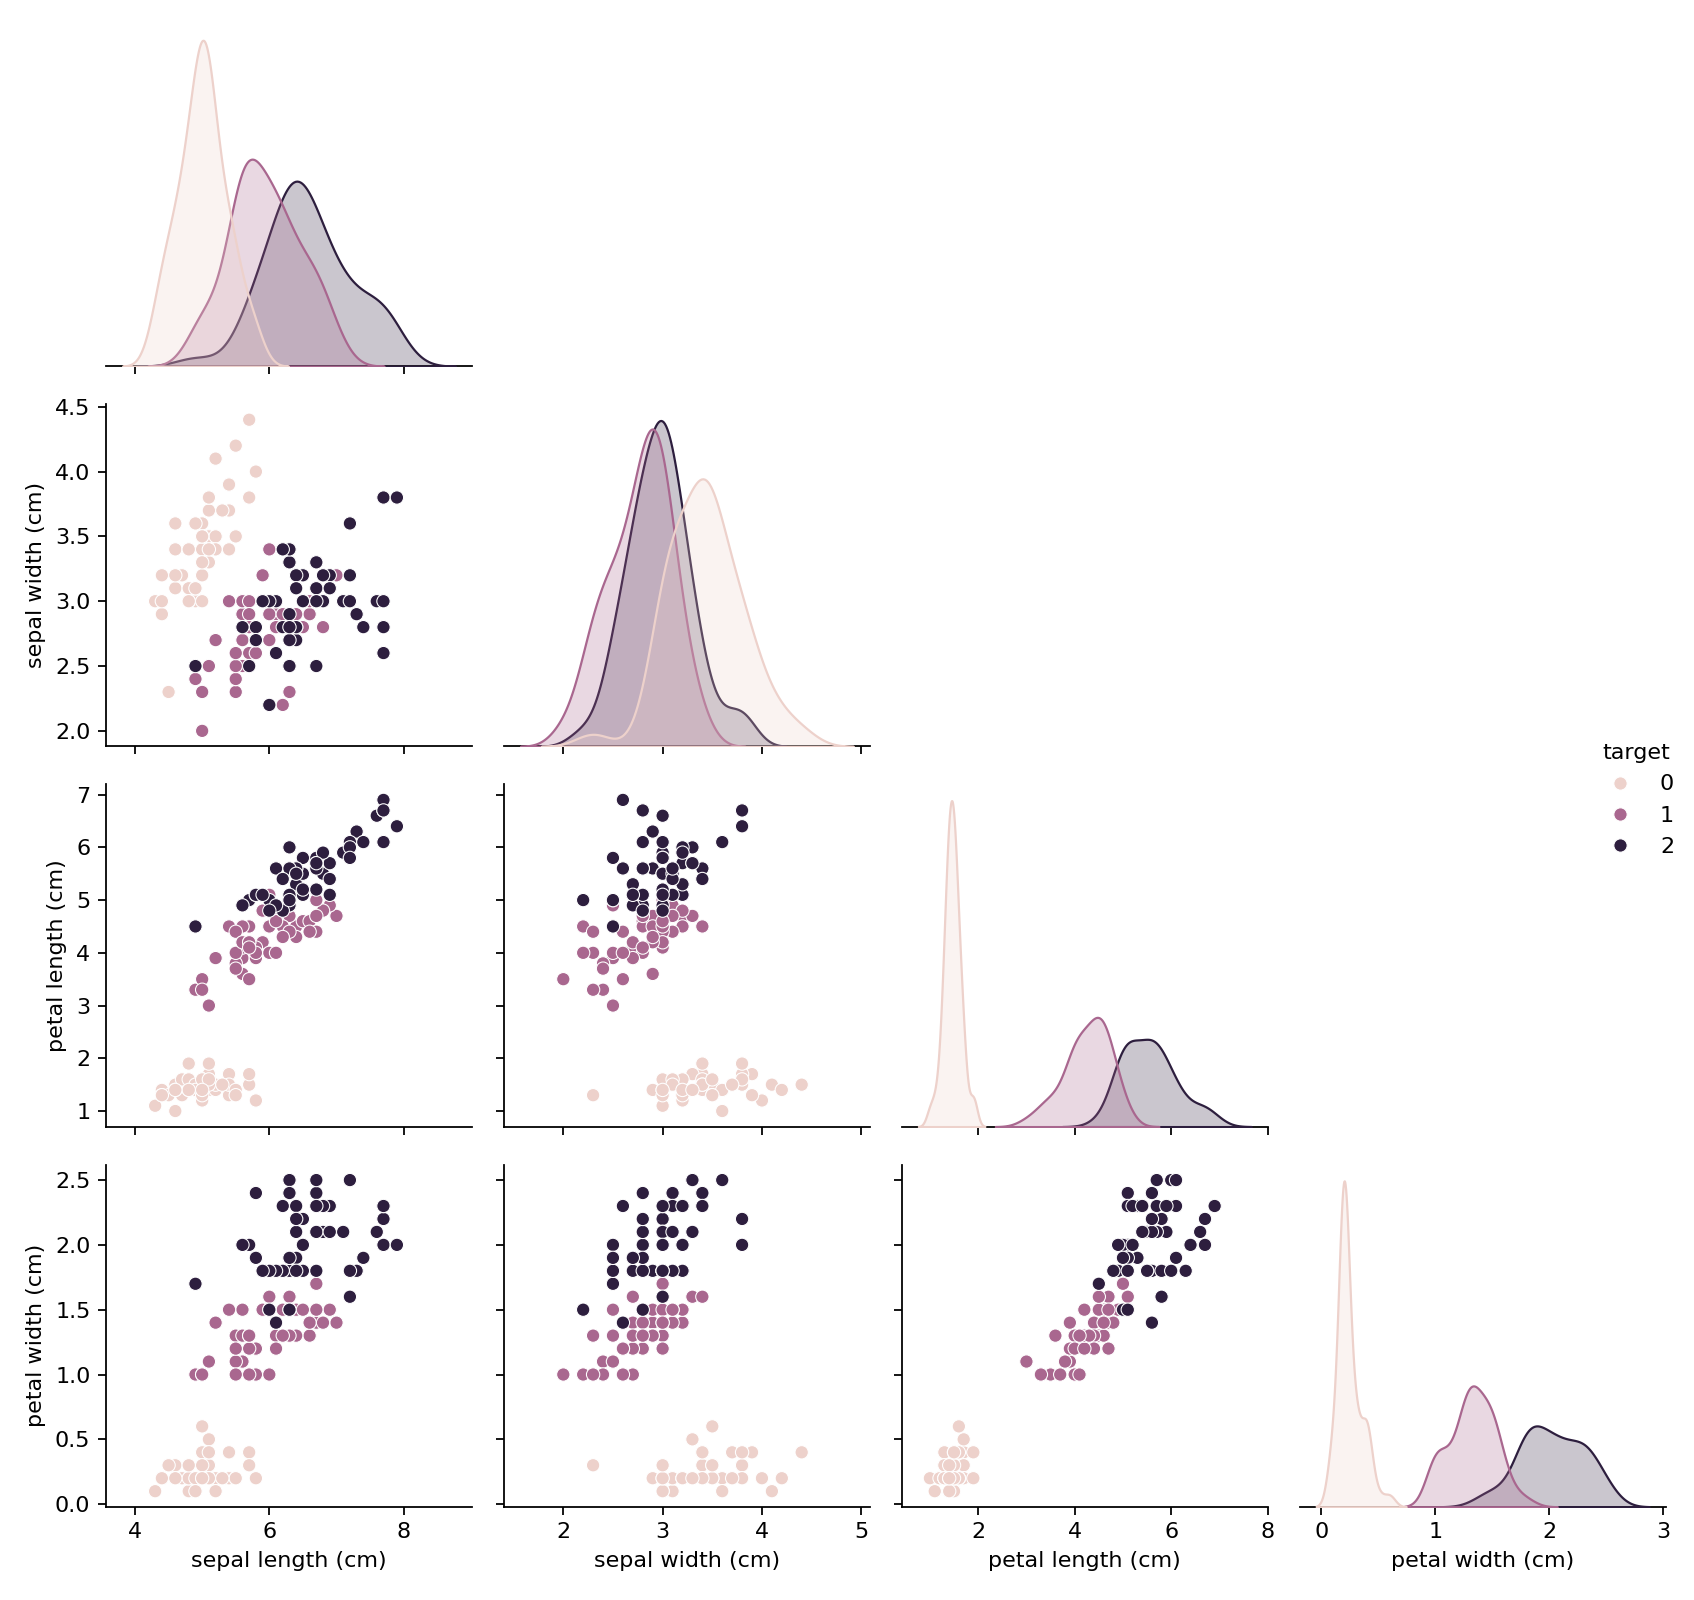 4.5
4.0
3.5
3.0
2.5
2.0
sepal width (cm)
target
0
1
2
7
6
5
4
3
2
1
petal length (cm)
2.5
2.0
1.5
1.0
0.5
0.0
petal width (cm)
4 6 8
sepal length (cm)
2 3 4 5
sepal width (cm)
2 4 6 8
petal length (cm)
0 1 2 3
petal width (cm)